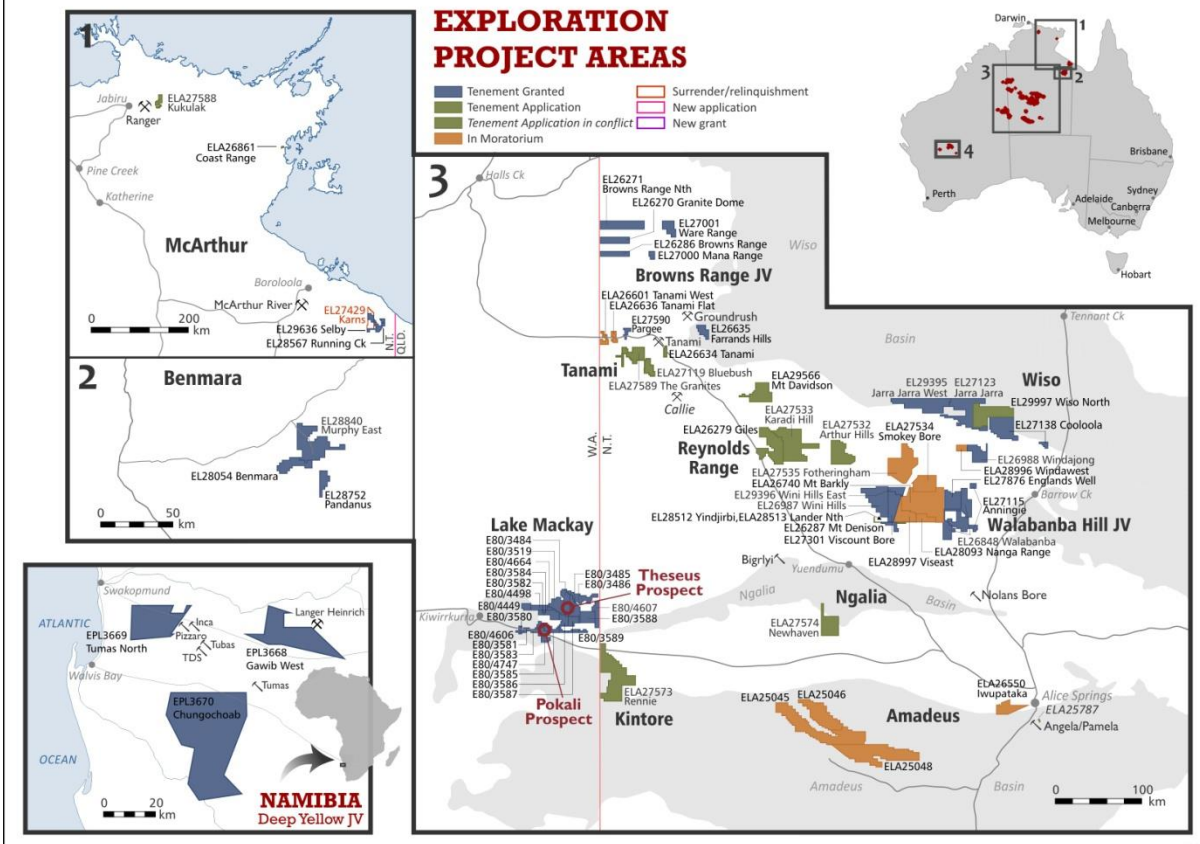 EXPLORATION
PROJECT AREAS
Tenement Granted
Tenement Application
Tenement Application in conflict
In Moratorium
Surrender/relinquishment
New application
New grant
Darwin
1
2
3
4
Brisbane
Perth
Adelaide
Sydney
Canberra
Melbourne
Hobart
1
Jabiru
ELA27588
Kukulak
Ranger
ELA26861
Coast Range
Pine Creek
Katherine
McArthur
Boroloola
McArthur River
EL27429
Karns
EL29636 Selby
EL28567 Running Ck
N.T.
QLD.
0 200
km
2
Benmara
EL28840
Murphy East
EL28054 Benmara
EL28752
Pandanus
0 50
km
3
Halls Ck
EL26271
Browns Range Nth
EL26270 Granite Dome
EL27001
Ware Range
EL26286 Browns Range
EL27000 Mana Range
Browns Range JV
Wiso
Basin
Tennant Ck
ELA26601 Tanami West
ELA26636 Tanami Flat
EL27590
Pargee
Groundrush
EL26635
Farrands Hills
Tanami
ELA26634 Tanami
Tanami
ELA27119 Bluebush
ELA27589 The Granites
Callie
ELA29566
Mt Davidson
ELA27533
Karadi Hill
ELA26279 Giles
ELA27532
Arthur Hills
Reynolds
Range
Wiso
EL29395
Jarra Jarra West
EL27123
Jarra Jarra
EL29997 Wiso North
EL27138 Cooloola
ELA27534
Smokey Bore
ELA27535 Fotheringham
ELA26740 Mt Barkly
EL29396 Wini Hills East
EL26987 Wini Hills
EL28512 Yindjirbi,ELA28513 Lander Nth
EL26287 Mt Denison
EL27301 Viscount Bore
EL26988 Windajong
ELA28996 Windawest
EL27876 Englands Well
EL27115
Anningie
Barrow Ck
Walabanba Hill JV
EL26848 Walabanba
ELA28093 Nanga Range
ELA28997 Viseast
W.A.
N.T.
Lake Mackay
E80/3484
E80/3519
E80/4664
E80/3584
E80/3582
E80/4498
E80/4449
E80/3580
E80/3485
E80/3486
Theseus
Prospect
E80/4607
E80/3588
E80/3589
Kiwirrkurra
E80/4606
E80/3581
E80/3583
E80/4747
E80/3585
E80/3586
E80/3587
Pokali
Prospect
ELA27573
Rennie
Kintore
Bigrlyi
Yuendumu
Ngalia
Basin
Ngalia
ELA27574
Newhaven
Nolans Bore
ELA25045
ELA25046
ELA25048
Amadeus
ELA26550
Iwupataka
Alice Springs
ELA25787
Angela/Pamela
Amadeus
Basin
0 100
km
Swakopmund
ATLANTIC
EPL3669
Tumas North
Inca
Pizzaro
Tubas
TDS
Langer Heinrich
EPL3668
Gawib West
Walvis Bay
Tumas
EPL3670
Chungochoab
OCEAN
0 20
km
NAMIBIA
Deep Yellow JV